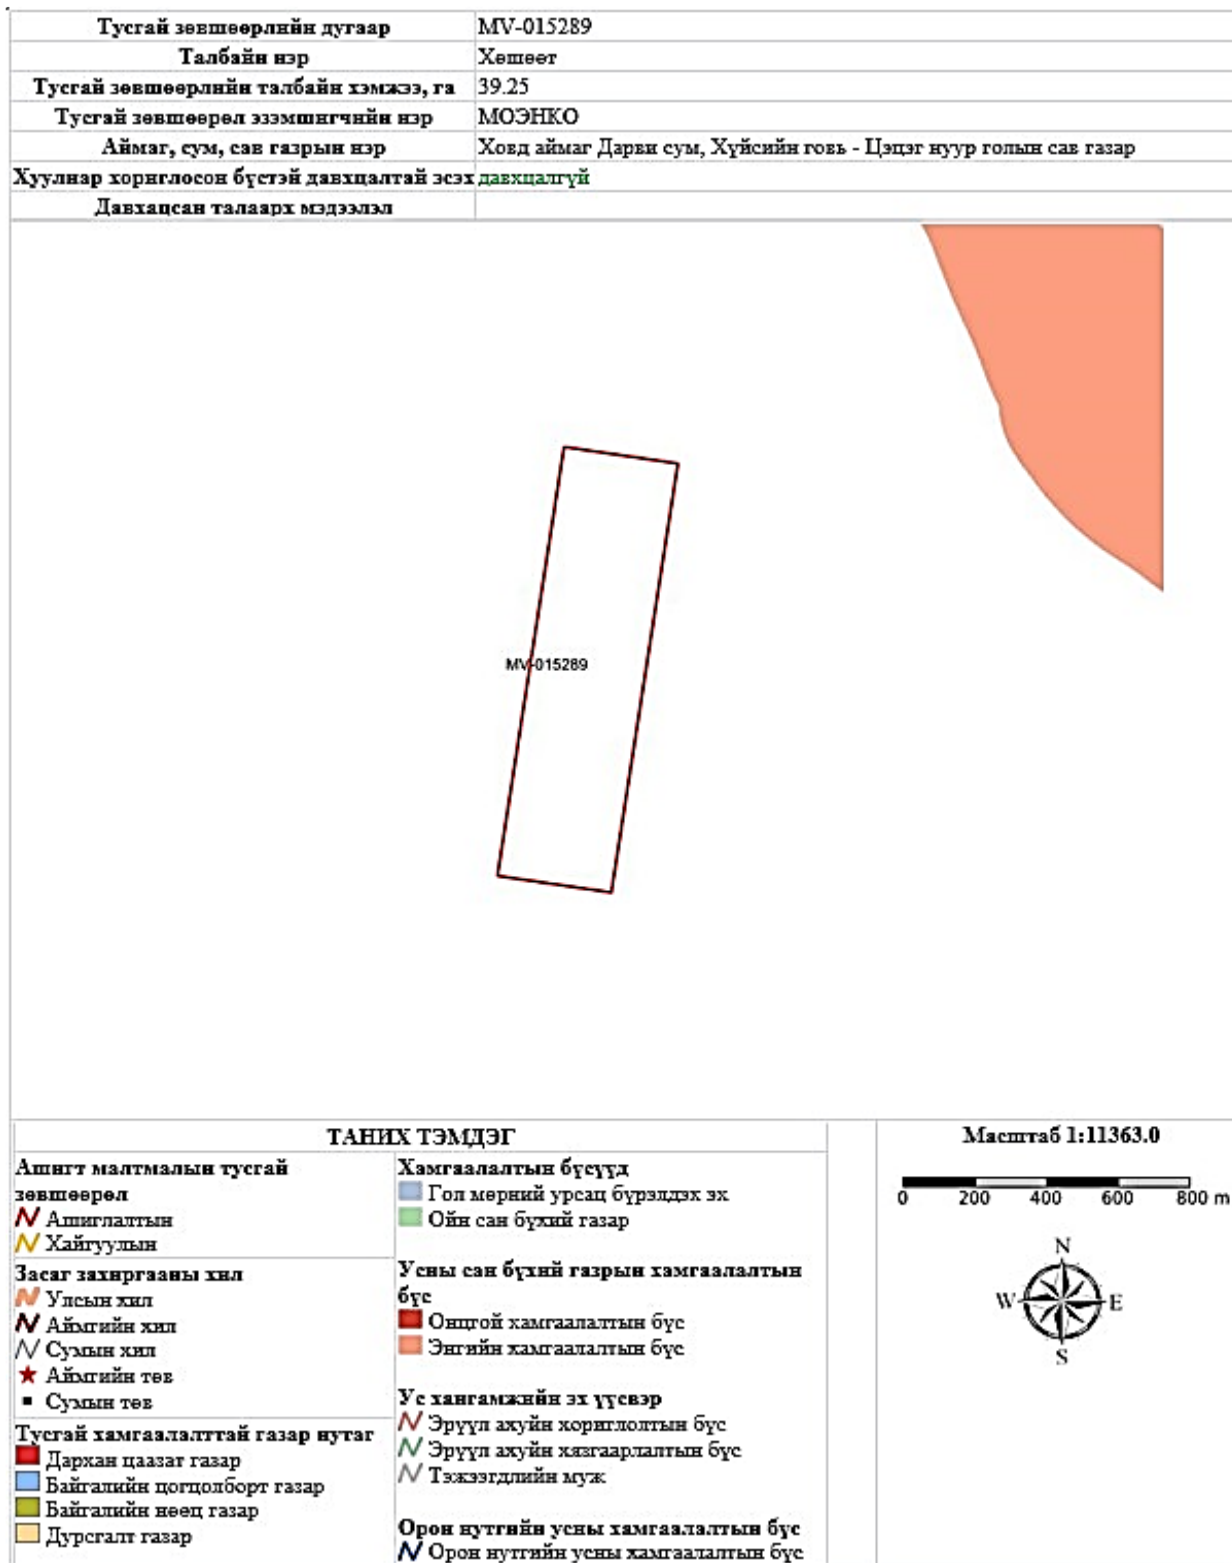 Тусгай зөвшөөрлийн дугаар MV-015289
Талбайн нэр Хөшөөт
Тусгай зөвшөөрлийн талбайн хэмжээ, га 39.25
Тусгай зөвшөөрөл эзэмшигчийн нэр МОЭНКО
Аймаг, сум, сав газрын нэр Ховд аймаг Дарви сум, Хүйсийн говь - Цэцэг нуур голын сав газар
Хуулиар хориглосон бүстэй давхцалтай эсэх давхцалгүй
Давхацсан талаарх мэдээлэл
MV-015289
ТАНИХ ТЭМДЭГ
Ашигт малтмалын тусгай
зөвшөөрөл
Ашиглалтын
Хайгуулын
Засаг захиргааны хил
Улсын хил
Аймгийн хил
Сумын хил
Аймгийн төв
Сумын төв
Тусгай хамгаалалттай газар нутаг
Дархан цаазат газар
Байгалийн цогцолборт газар
Байгалийн нөөц газар
Дурсгалт газар
Хамгаалалтын бүсүүд
Гол мөрний урсац бүрэлдэх эх
Ойн сан бүхий газар
Усны сан бүхий газрын хамгаалалтын
бүс
Онцгой хамгаалалтын бүс
Энгийн хамгаалалтын бүс
Ус хангамжийн эх үүсвэр
Эрүүл ахуйн хориглолтын бүс
Эрүүл ахуйн хязгаарлалтын бүс
Тэжээгдлийн муж
Орон нутгийн усны хамгаалалтын бүс
Орон нутгийн усны хамгаалалтын бүс
Масштаб 1:11363.0
0 200 400 600 800 m
N
W E
S